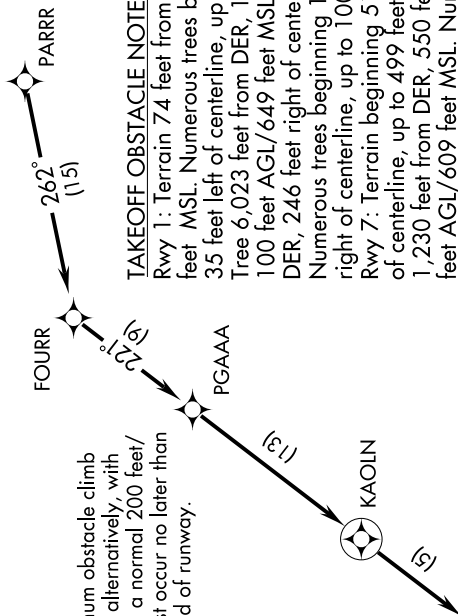 PARRR
262°
(15)
FOURR
221°
(9)
PGAAA
(13)
KAOLN
(5)
um obstacle climb
alternatively, with
a normal 200 feet/
st occur no later than
d of runway.
TAKEOFF OBSTACLE NOTE
Rwy 1: Terrain 74 feet from
feet MSL. Numerous trees b
35 feet left of centerline, up
Tree 6,023 feet from DER, 1
100 feet AGL/649 feet MSL
DER, 246 feet right of cente
Numerous trees beginning 1
right of centerline, up to 100
Rwy 7: Terrain beginning 5
of centerline, up to 499 feet
1,230 feet from DER, 550 fe
feet AGL/609 feet MSL. Nu